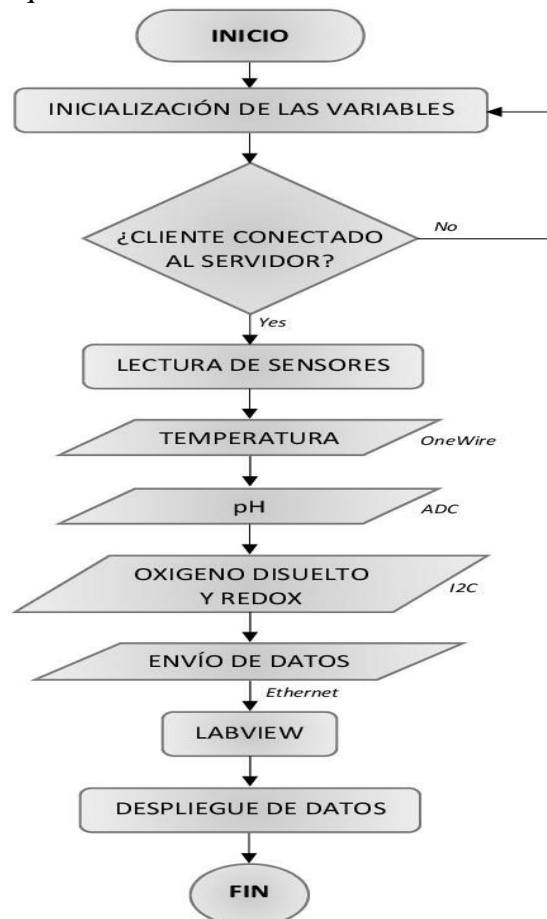 INICIO
INICIALIZACIÓN DE LAS VARIABLES
¿CLIENTE CONECTADO
AL SERVIDOR?
No
Yes
LECTURA DE SENSORES
TEMPERATURA
OneWire
pH
ADC
OXIGENO DISUELTO
Y REDOX
I2C
ENVÍO DE DATOS
Ethernet
LABVIEW
DESPLIEGUE DE DATOS
FIN